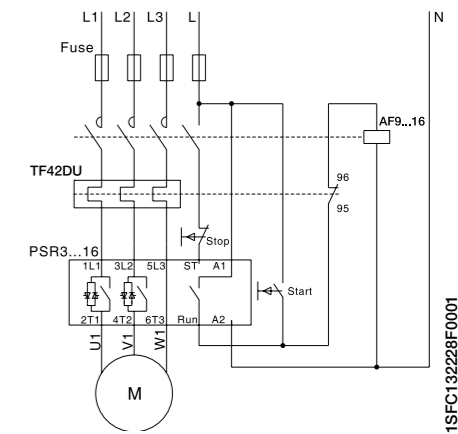 L1 L2 L3 L N
Fuse
AF9...16
TF42DU
96
95
Stop
PSR3...16
1L1 3L2 5L3 ST A1
Start
2T1 4T2 6T3 Run A2
U1 V1 W1
M
1SFC132228F0001